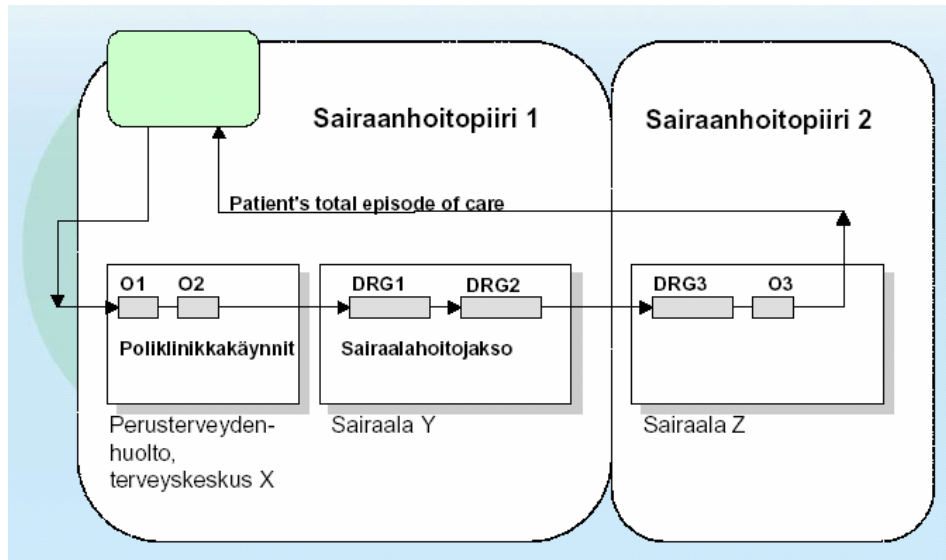 Sairaanhoitopiiri 1
Sairaanhoitopiiri 2
Patient's total episode of care
O1 O2
DRG1 DRG2
DRG3 O3
Poliklinikkakäynnit
Sairaalahoitojakso
Perusterveyden-
huolto,
terveyskeskus X
Sairaala Y
Sairaala Z